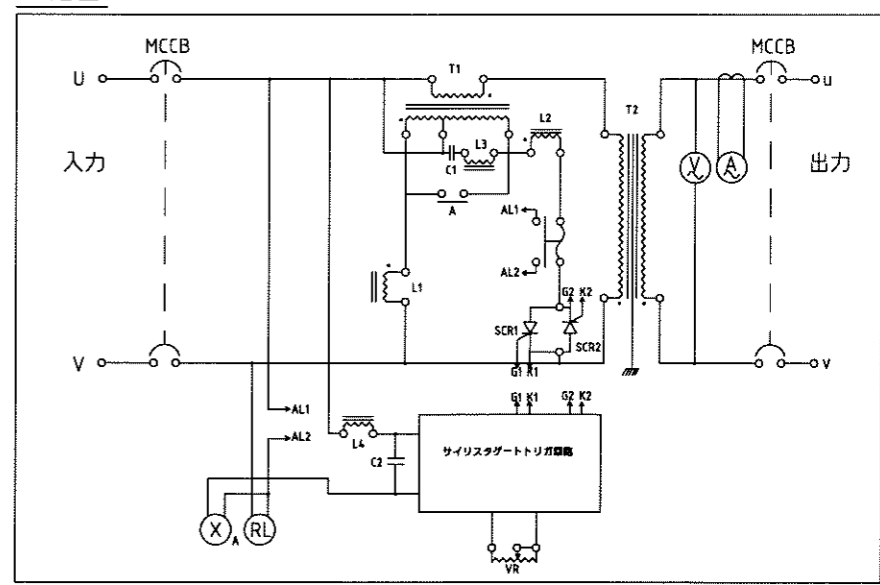 MCCB
MCCB
U
T1
u
T2
L2
L3
C1
入力
V
A
出力
A
AL1
AL2
L1
G2 K2
SCR1
SCR2
V
G1 K1
v
AL1
G1 K1
G2 K2
AL2
L4
サイリスタゲートトリガ回路
C2
X
A
RL
VR